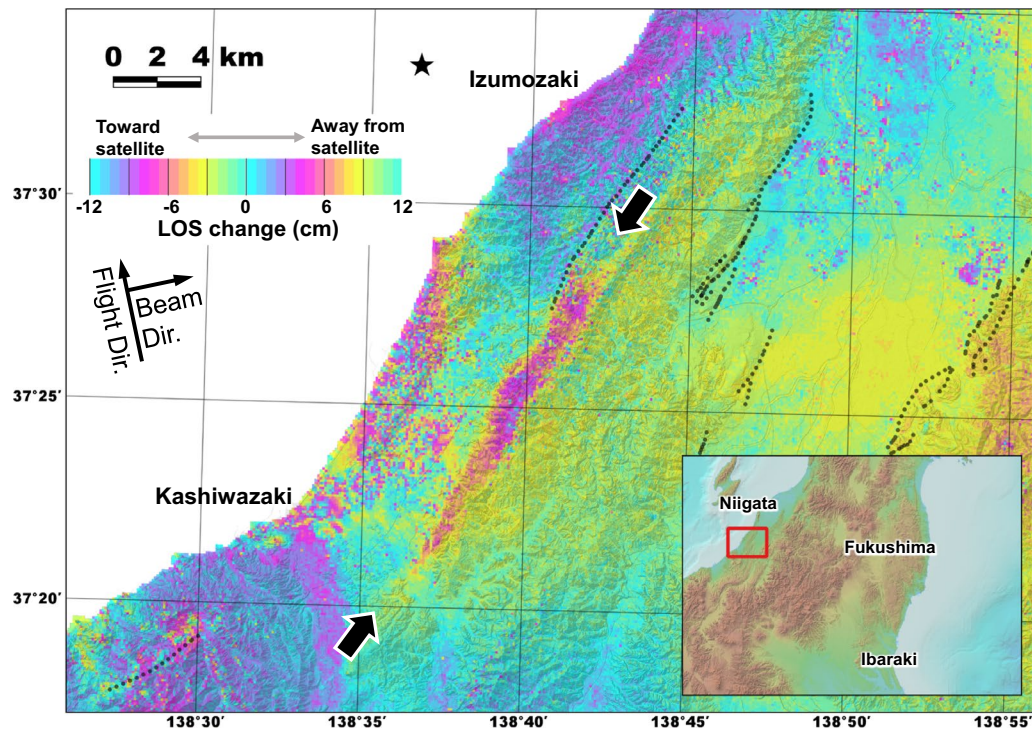 0 2 4 km
Izumozaki
Toward
satellite
Away from
satellite
37°30′
-12 -6 0 6 12
LOS change (cm)
Flight Dir.
Beam
Dir.
37°25′
Kashiwazaki
37°20′
Niigata
Fukushima
Ibaraki
138°30′ 138°35′ 138°40′ 138°45′ 138°50′ 138°55′